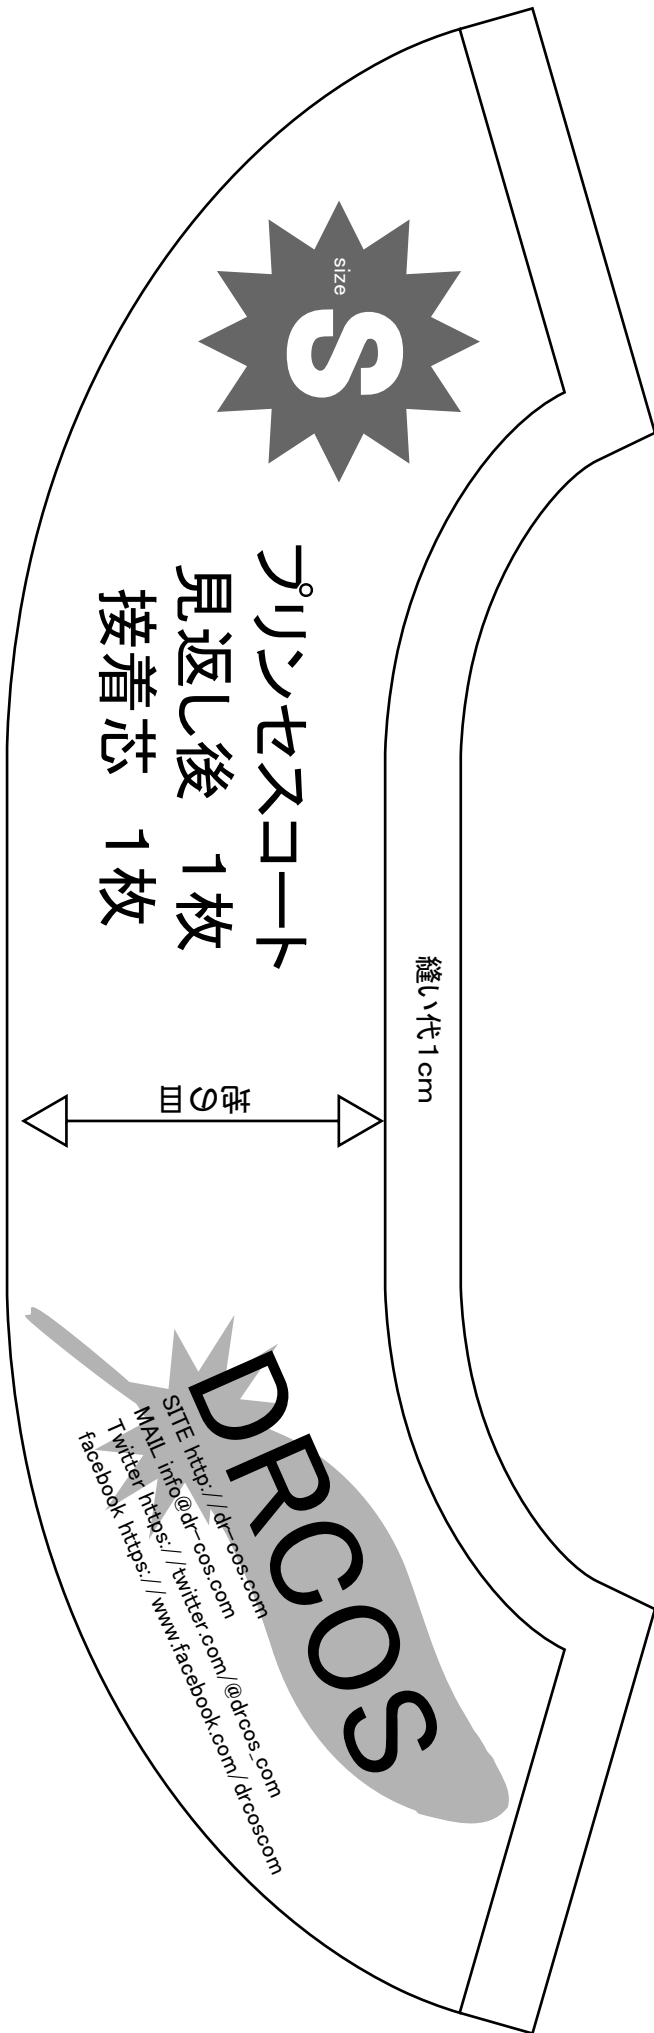 size
S
プリンセスコート
見返し後 1枚
接着芯 1枚
縫い代1cm
地の目
DRCOS
SITE http://dr-cos.com
MAIL info@dr-cos.com
Twitter https://twitter.com/@drcos_com
facebook https://www.facebook.com/drcoscom